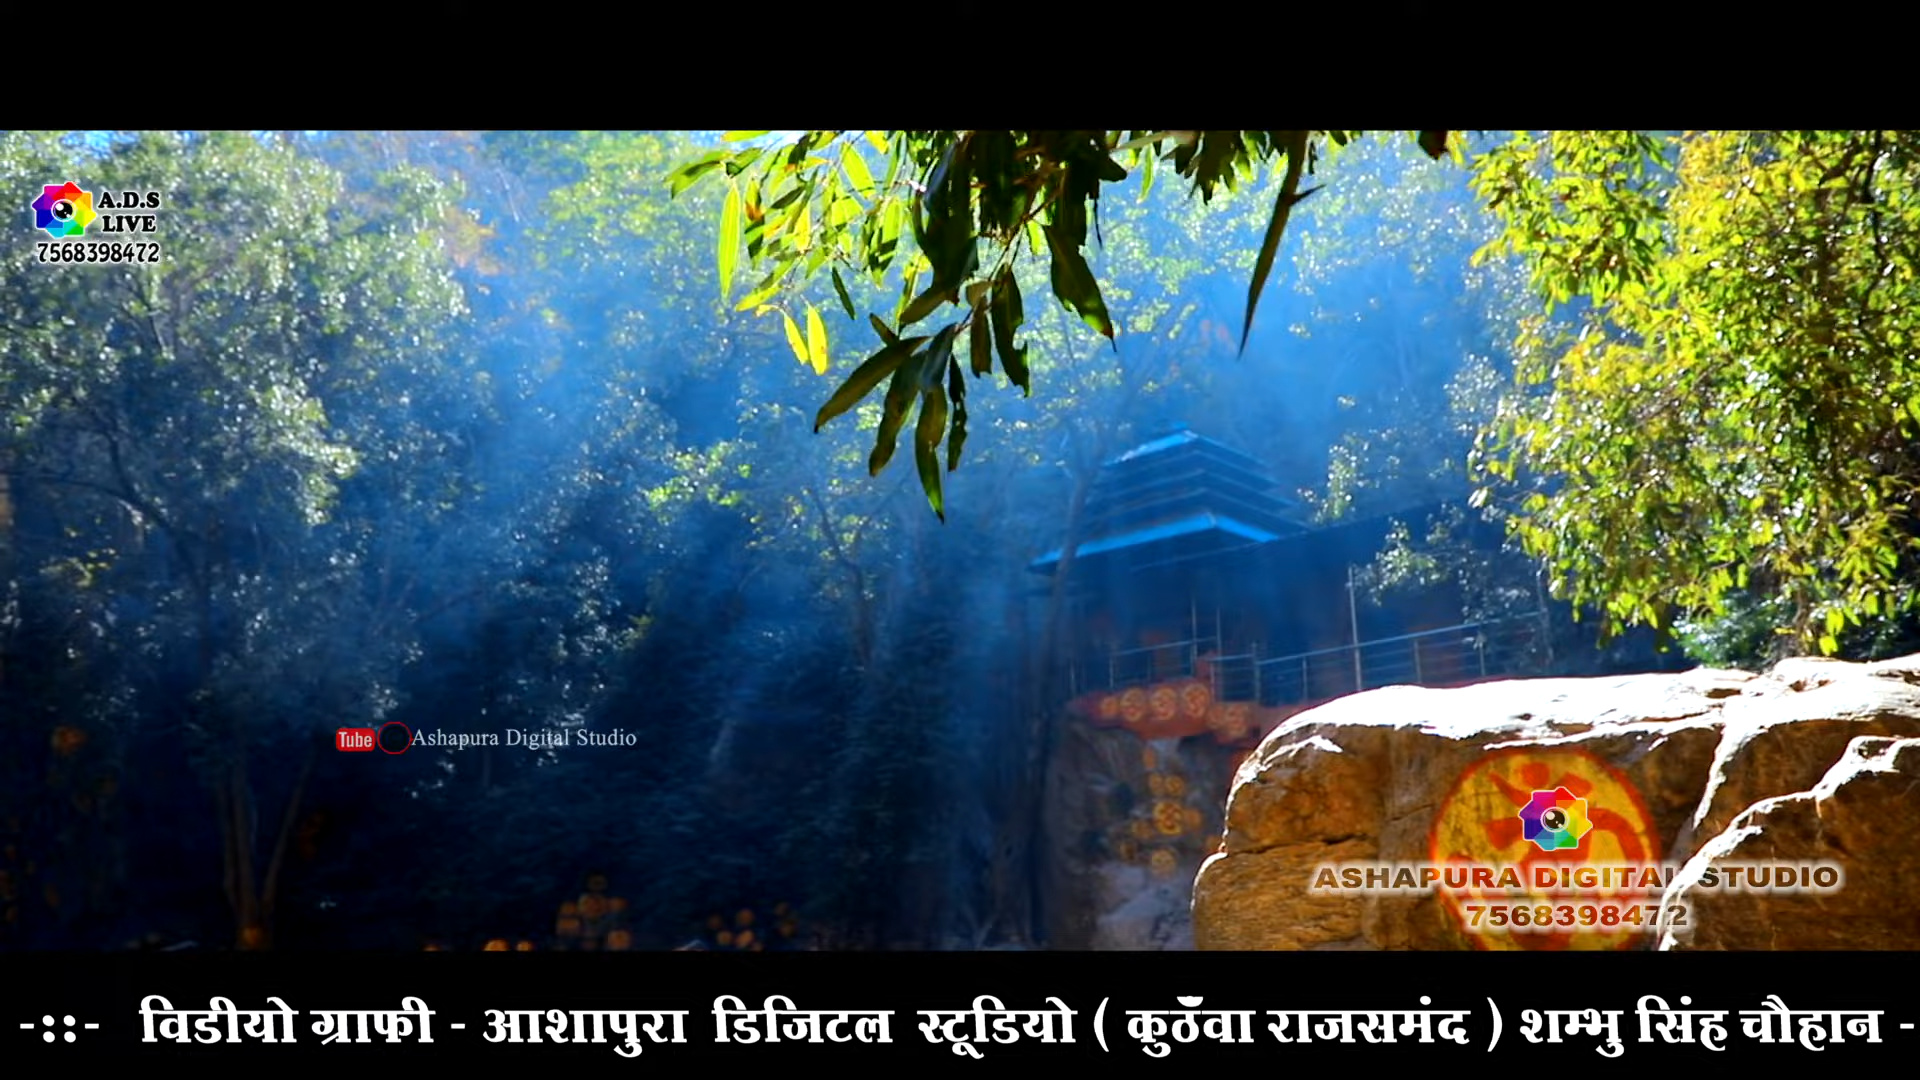 A.D.S
LIVE
7568398472
Tube Ashapura Digital Studio
ASHAPURA DIGITAL STUDIO
7568398472
-::- विडीयो ग्राफी - आशापुरा डिजिटल स्टूडियो ( कुठँवा राजसमंद ) शम्भु सिंह चौहान -